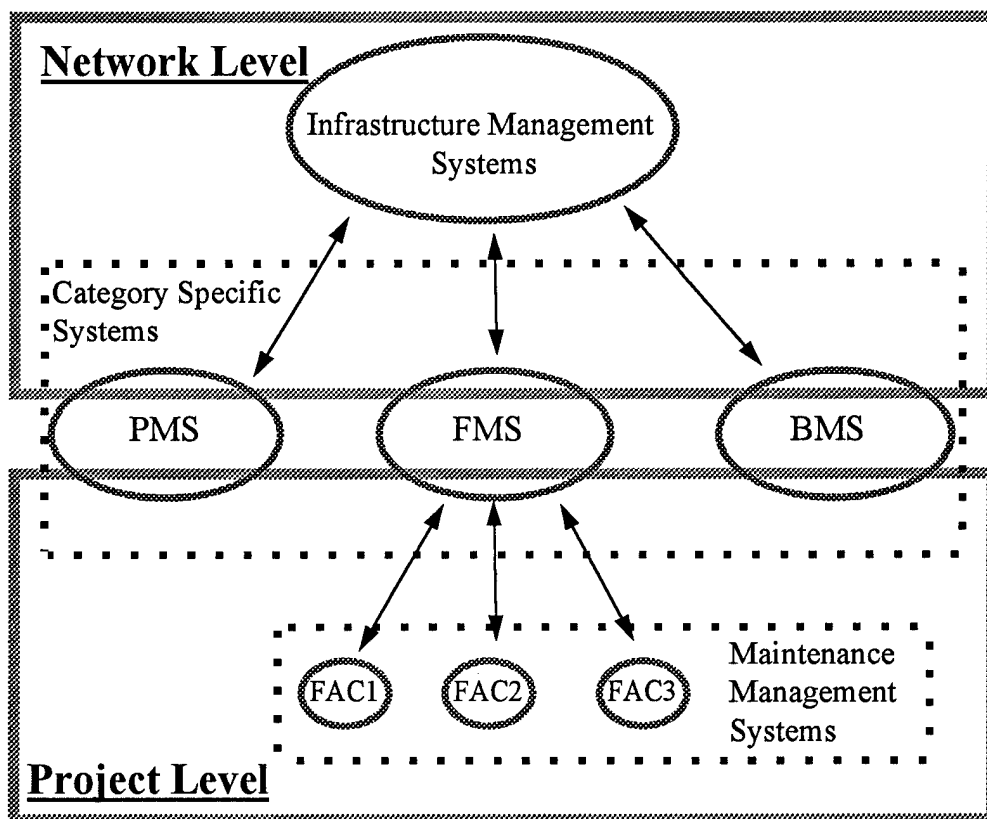 Network Level
Infrastructure Management
Systems
Category Specific
Systems
PMS
FMS
BMS
FAC1
FAC2
FAC3
Maintenance
Management
Systems
Project Level